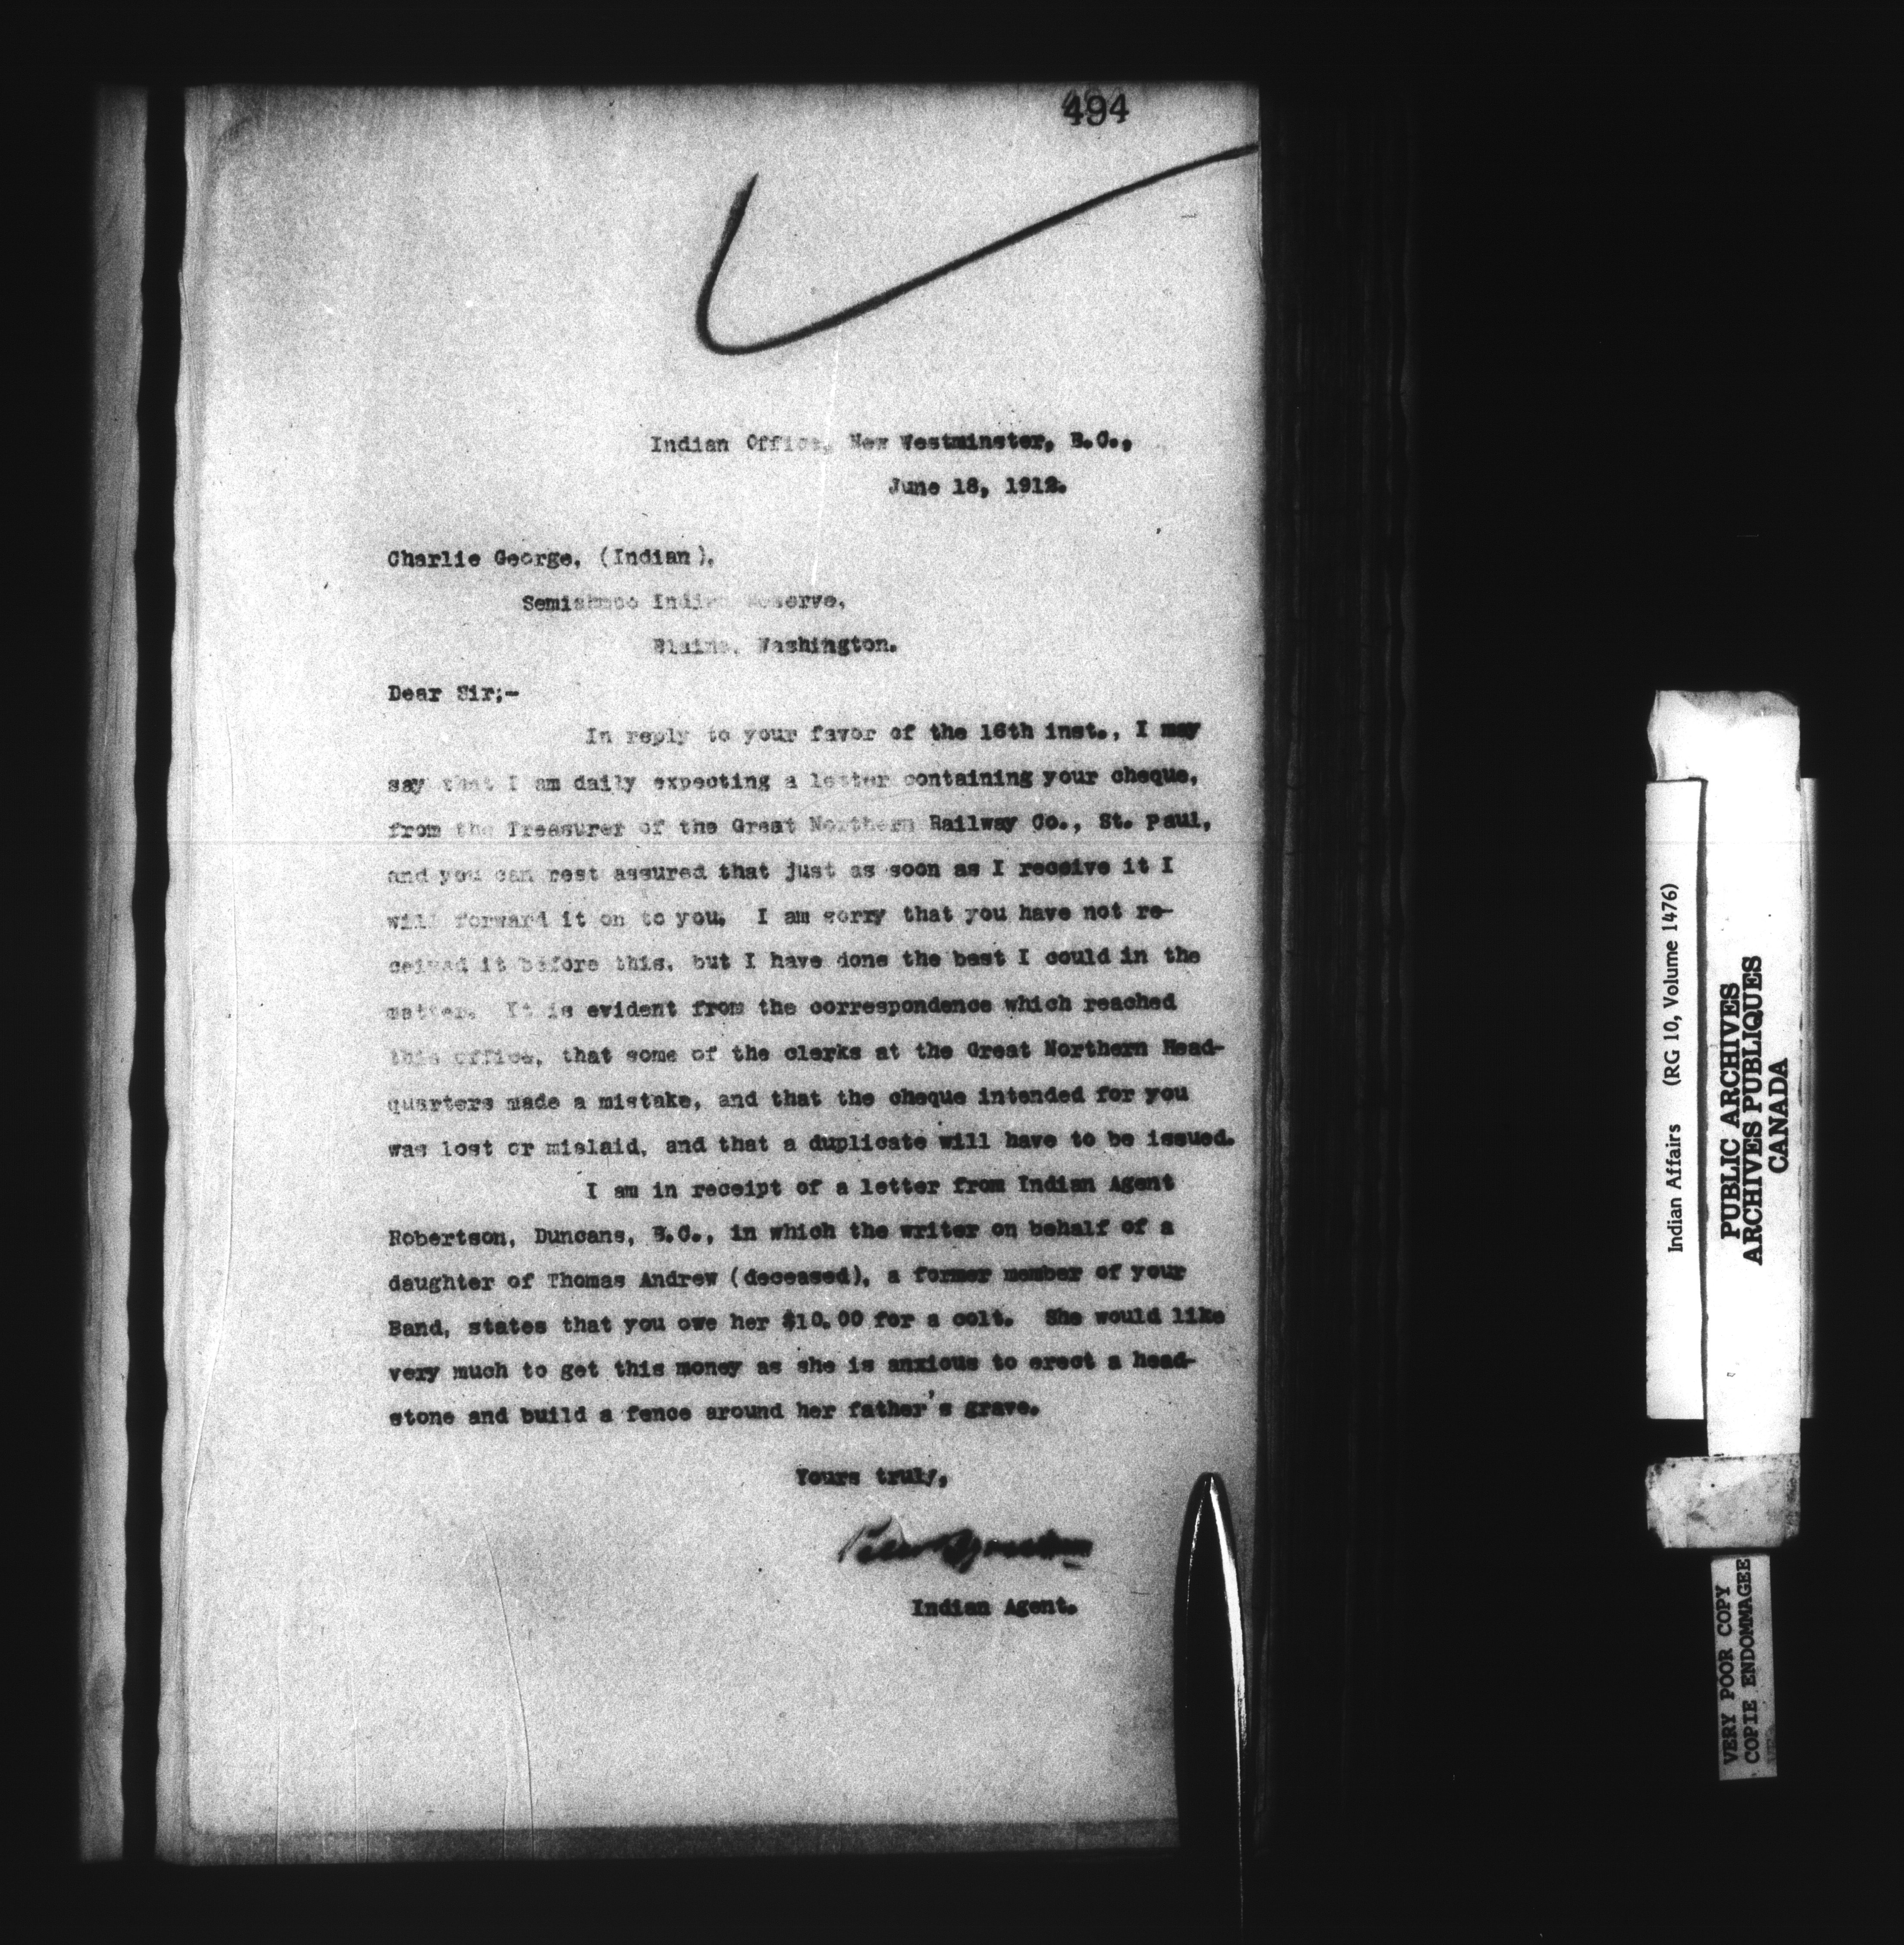 494
Indian Office, New Westminster, B.C.,
June 18, 1912.
Charlie George, (Indian),
Semiahmoo Indian Reserve,
Blaine, Washington.
Dear Sir;-
In reply to your favor of the 16th inst., I may
say that I am daily expecting a letter containing your cheque,
from the Treasurer of the Great Northern Railway Co., St. Paul,
and you can rest assured that just as soon as I receive it I
will forward it on to you. I am sorry that you have not re-
ceived it before this, but I have done the best I could in the
matter. It is evident from the correspondence which reached
this office, that some of the clerks at the Great Northern Head-
quarters made a mistake, and that the cheque intended for you
was lost or mislaid, and that a duplicate will have to be issued.
I am in receipt of a letter from Indian Agent
Robertson, Duncans, B.C., in which the writer on behalf of a
daughter of Thomas Andrew (deceased), a former member of your
Band, states that you owe her $10.00 for a colt. She would like
very much to get this money as she is anxious to erect a head-
stone and build a fence around her father's grave.
Yours truly,
Peter Byrne
Indian Agent.
Indian Affairs (RG 10, Volume 1476)
PUBLIC ARCHIVES
ARCHIVES PUBLIQUES
CANADA
VERY POOR COPY
COPIE ENDOMMAGEE